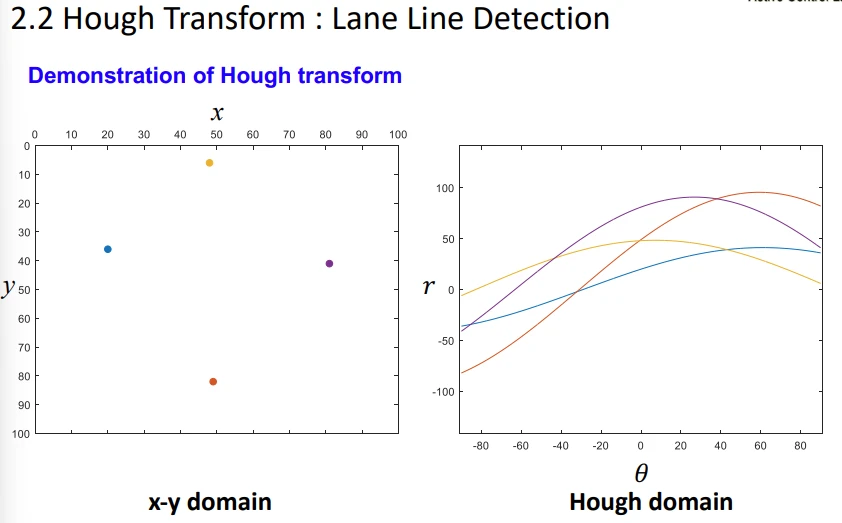 2.2 Hough Transform : Lane Line Detection
Demonstration of Hough transform
x
0 10 20 30 40 50 60 70 80 90 100
0
10
20
30
40
y 50
60
70
80
90
100
x-y domain
100
50
r 0
-50
-100
-80 -60 -40 -20 0 20 40 60 80
θ
Hough domain